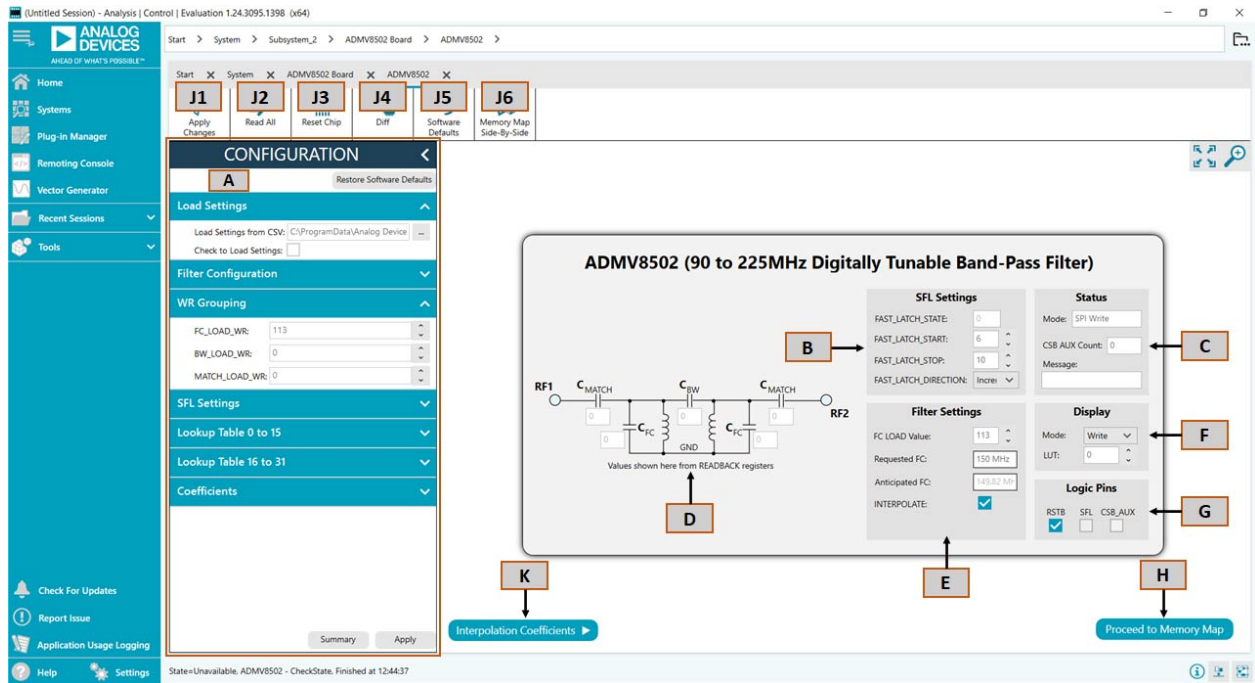 (Untitled Session) - Analysis | Control | Evaluation 1.24.3095.1398 (x64)
ANALOG
DEVICES
AHEAD OF WHAT'S POSSIBLE™
Start > System > Subsystem_2 > ADMV8502 Board > ADMV8502 >
Home
Systems
Plug-in Manager
Remoting Console
Vector Generator
Recent Sessions
Tools
Check For Updates
Report Issue
Application Usage Logging
Help Settings
Start X System X ADMV8502 Board X ADMV8502 X
J1 J2 J3 J4 J5 J6
Apply Changes
Read All
Reset Chip
Diff
Software Defaults
Memory Map Side-By-Side
CONFIGURATION
A
Restore Software Defaults
Load Settings
Load Settings from CSV: C:\ProgramData\Analog Device ...
Check to Load Settings:
Filter Configuration
WR Grouping
FC_LOAD_WR: 113
BW_LOAD_WR: 0
MATCH_LOAD_WR: 0
SFL Settings
Lookup Table 0 to 15
Lookup Table 16 to 31
Coefficients
Summary Apply
ADMV8502 (90 to 225MHz Digitally Tunable Band-Pass Filter)
RF1 CMATCH CBW CMATCH RF2
0 0 0
CFC CFC
0 0
GND
Values shown here from READBACK registers
D
B
SFL Settings
FAST_LATCH_STATE: 0
FAST_LATCH_START: 6
FAST_LATCH_STOP: 10
FAST_LATCH_DIRECTION: Increi
Filter Settings
FC LOAD Value: 113
Requested FC: 150 MHz
Anticipated FC: 149.82 MH
INTERPOLATE:
E
Status
Mode: SPI Write
CSB AUX Count: 0
Message:
C
Display
Mode: Write
LUT: 0
F
Logic Pins
RSTB SFL CSB_AUX
G
K
Interpolation Coefficients
H
Proceed to Memory Map
State=Unavailable. ADMV8502 - CheckState. Finished at 12:44:37